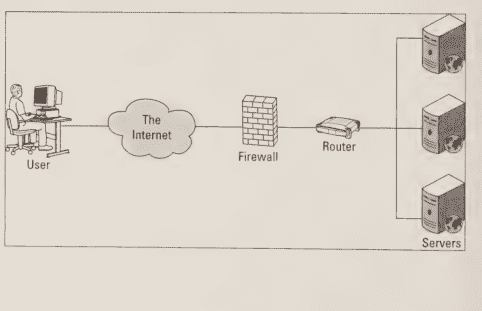 The
Internet
User
Firewall
Router
Servers